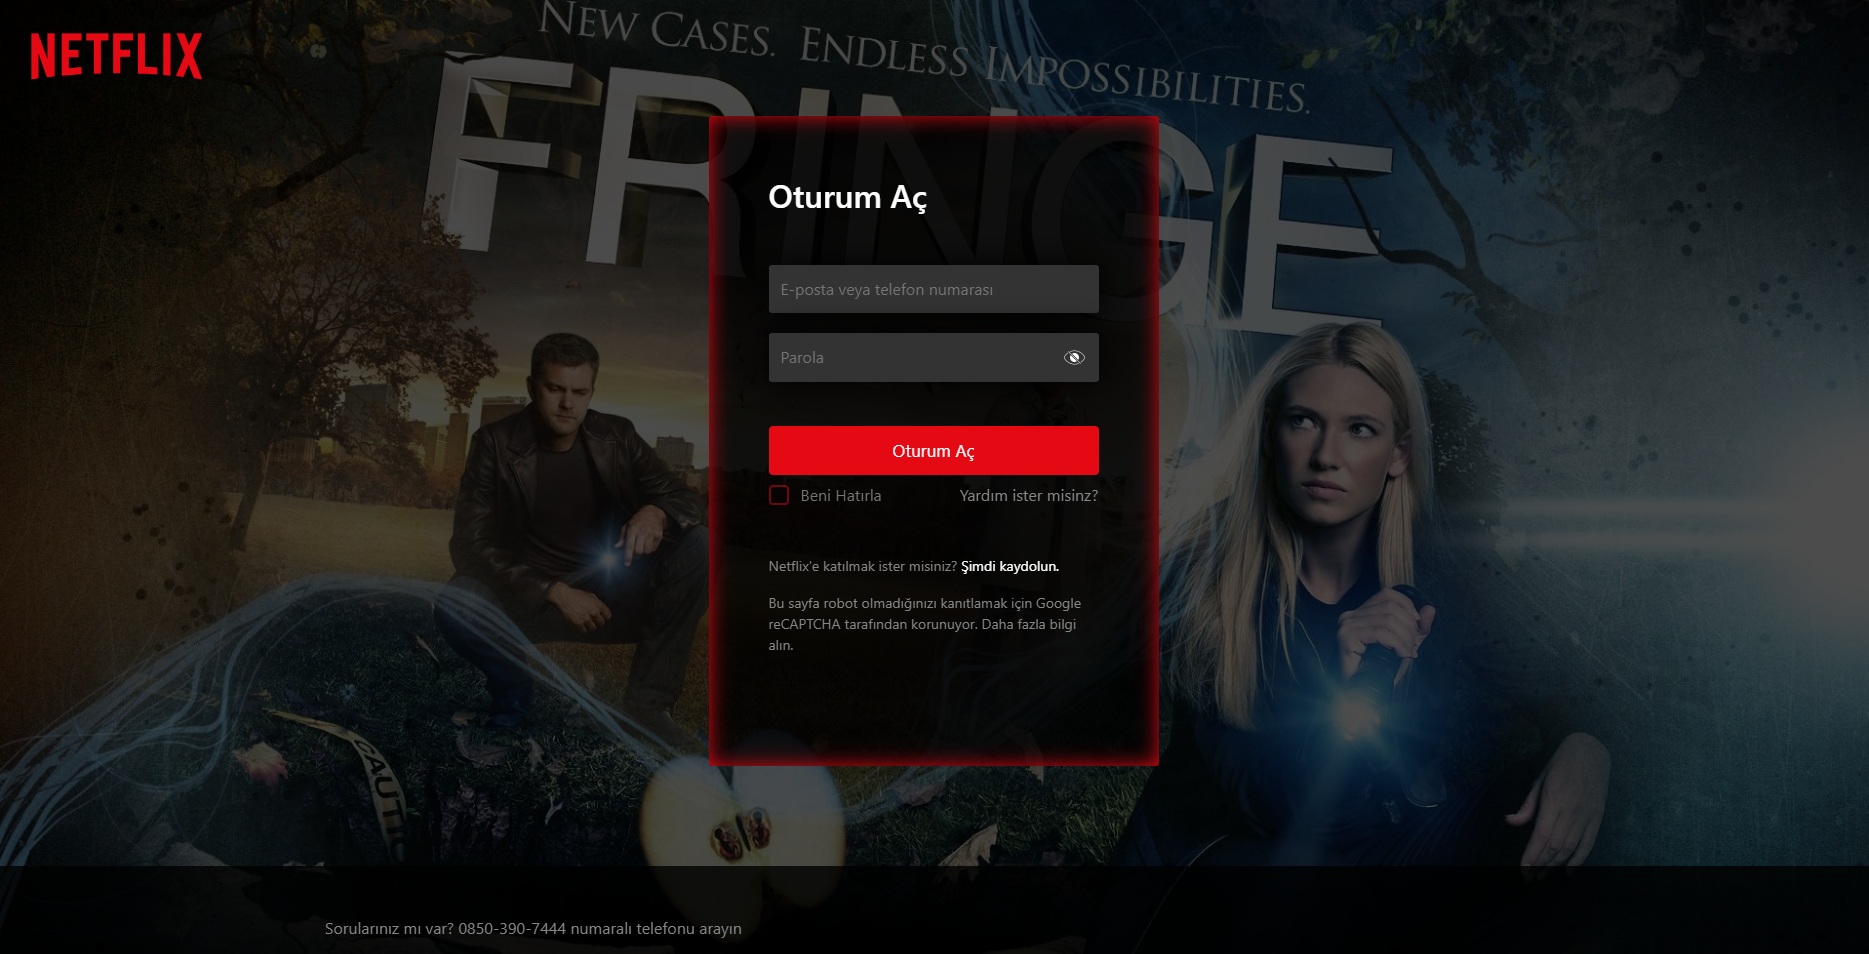 NEW CASES. ENDLESS IMPOSSIBILITIES.
NETFLIX
FRINGE
Oturum Aç
E-posta veya telefon numarası
Parola
Oturum Aç
Beni Hatırla
Yardım ister misinz?
Netflix'e katılmak ister misiniz? Şimdi kaydolun.
Bu sayfa robot olmadığınızı kanıtlamak için Google
reCAPTCHA tarafından korunuyor. Daha fazla bilgi
alın.
CAUTIO
Sorularınız mı var? 0850-390-7444 numaralı telefonu arayın